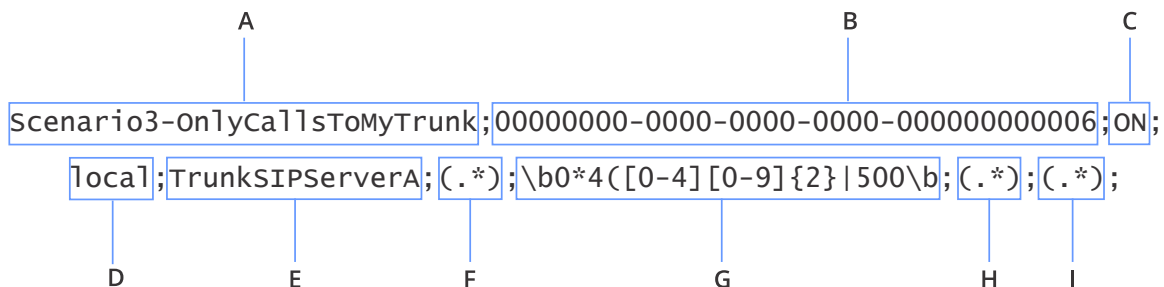 A B C
Scenario3-OnlyCallsToMyTrunk;00000000-0000-0000-0000-000000000006;ON;
local;TrunkSIPServerA;(.*);\b0*4([0-4][0-9]{2}|500\b;(.*);(.*);
D E F G H I